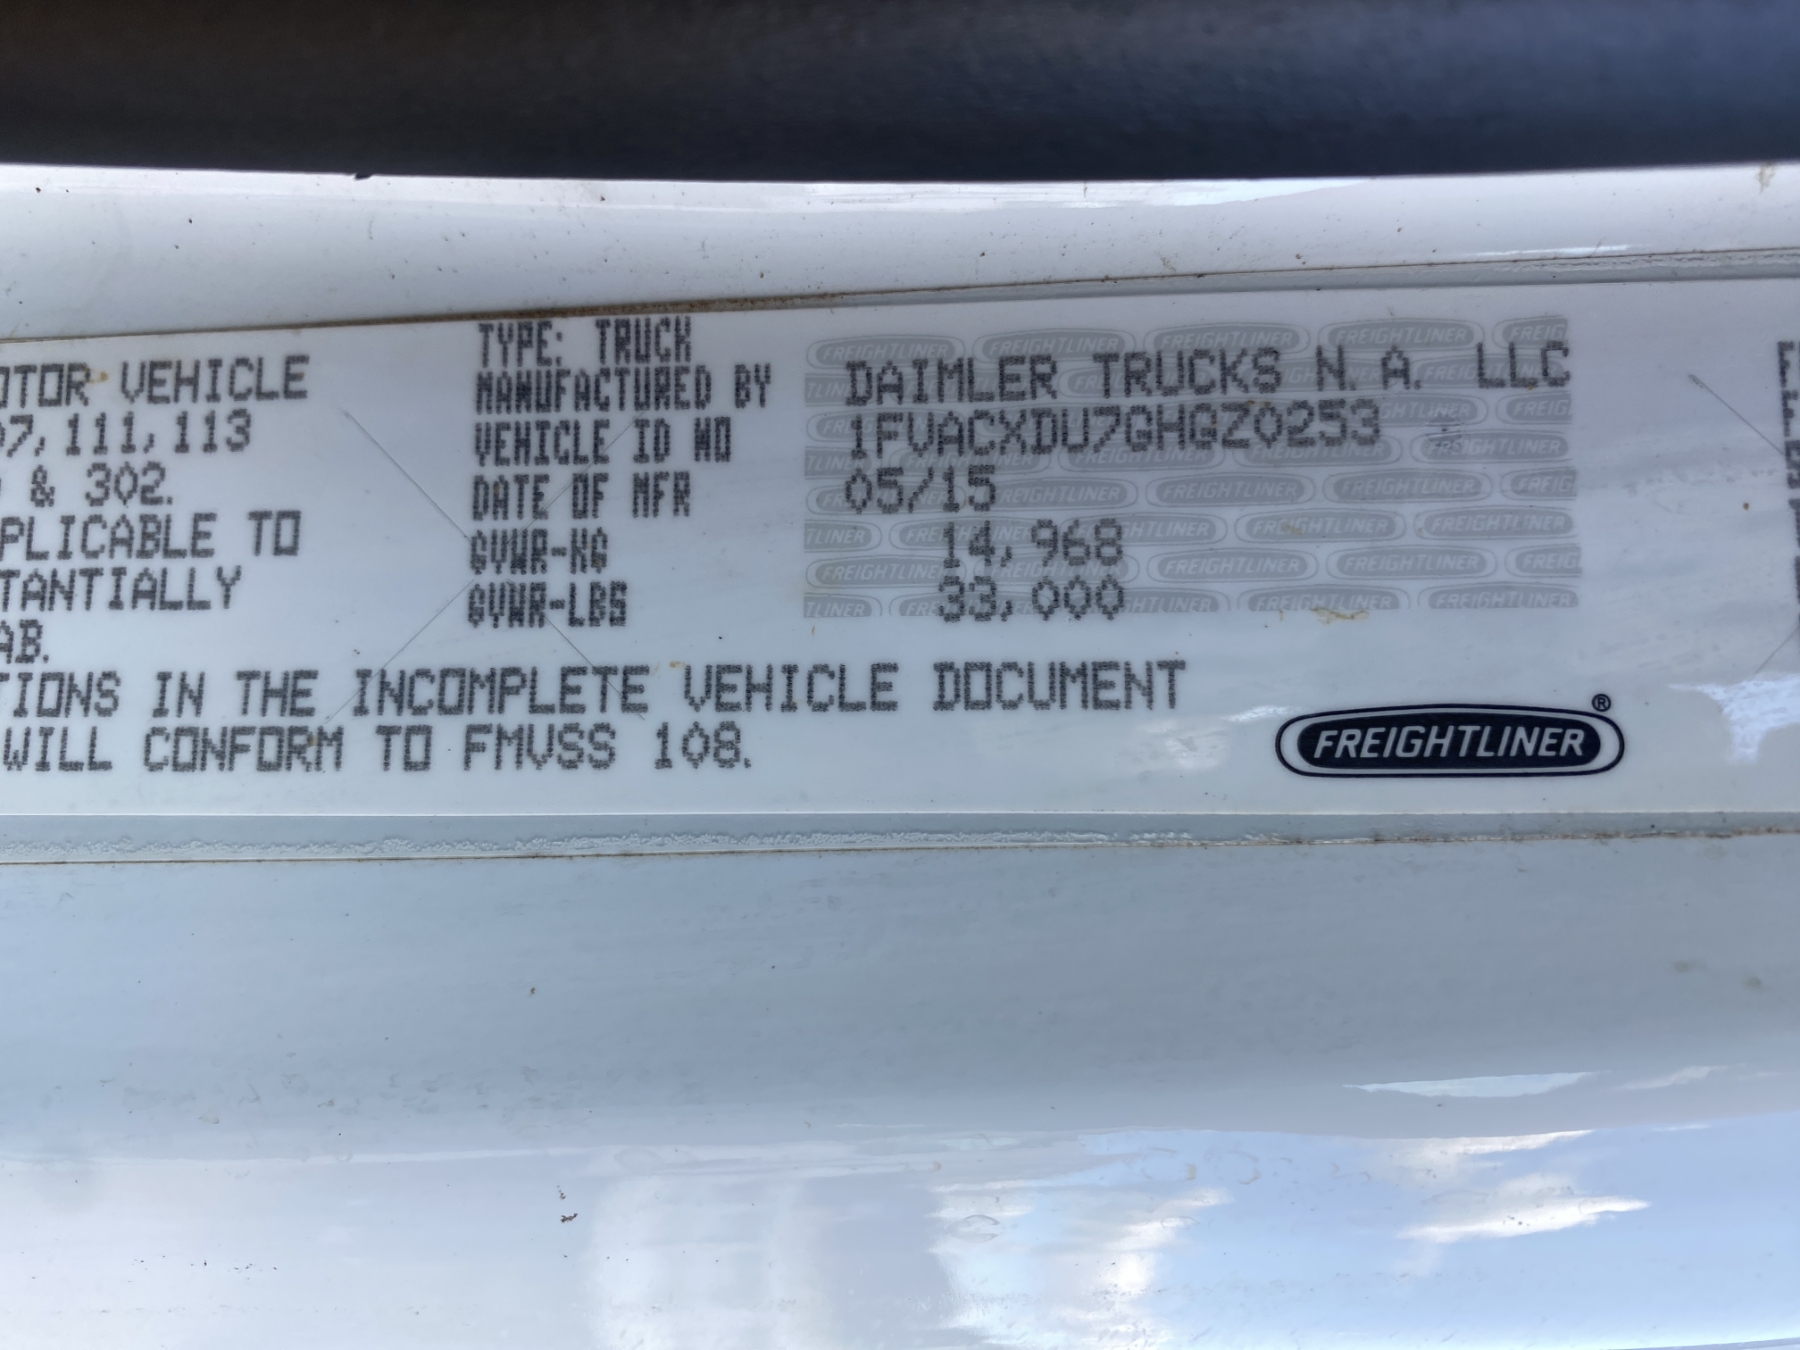 TYPE: TRUCK
MANUFACTURED BY DAIMLER TRUCKS N. A. LLC
VEHICLE ID NO 1FVACXDU7GHGZ0253
DATE OF MFR 05/15
GVWR-KG 14,968
GVWR-LBS 33,000
OTOR VEHICLE
07,111,113
& 302.
PLICABLE TO
TANTIALLY
AB.
TIONS IN THE INCOMPLETE VEHICLE DOCUMENT
WILL CONFORM TO FMVSS 108.
FREIGHTLINER®